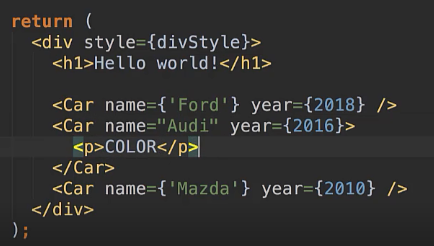 return (
<div style={divStyle}>
<h1>Hello world!</h1>
<Car name={'Ford'} year={2018} />
<Car name="Audi" year={2016}>
<p>COLOR</p>
</Car>
<Car name={'Mazda'} year={2010} />
</div>
);